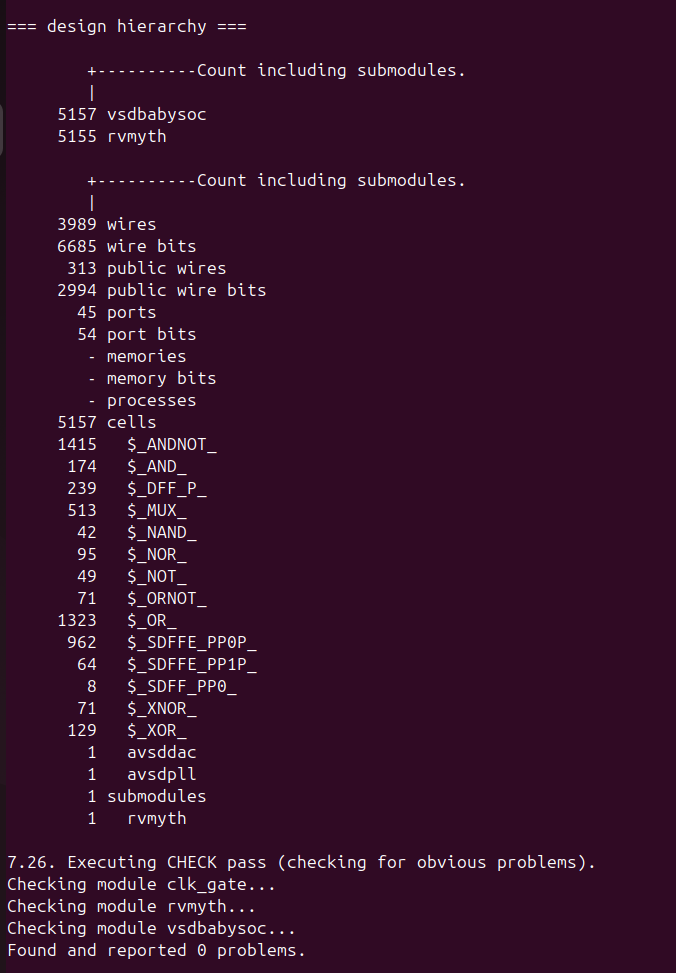 === design hierarchy ===
+----------Count including submodules.
|
5157 vsdbabysoc
5155 rvmyth
+----------Count including submodules.
|
3989 wires
6685 wire bits
313 public wires
2994 public wire bits
45 ports
54 port bits
- memories
- memory bits
- processes
5157 cells
1415 $_ANDNOT_
174 $_AND_
239 $_DFF_P_
513 $_MUX_
42 $_NAND_
95 $_NOR_
49 $_NOT_
71 $_ORNOT_
1323 $_OR_
962 $_SDFFE_PP0P_
64 $_SDFFE_PP1P_
8 $_SDFF_PP0_
71 $_XNOR_
129 $_XOR_
1 avsddac
1 avsdpll
1 submodules
1 rvmyth
7.26. Executing CHECK pass (checking for obvious problems).
Checking module clk_gate...
Checking module rvmyth...
Checking module vsdbabysoc...
Found and reported 0 problems.